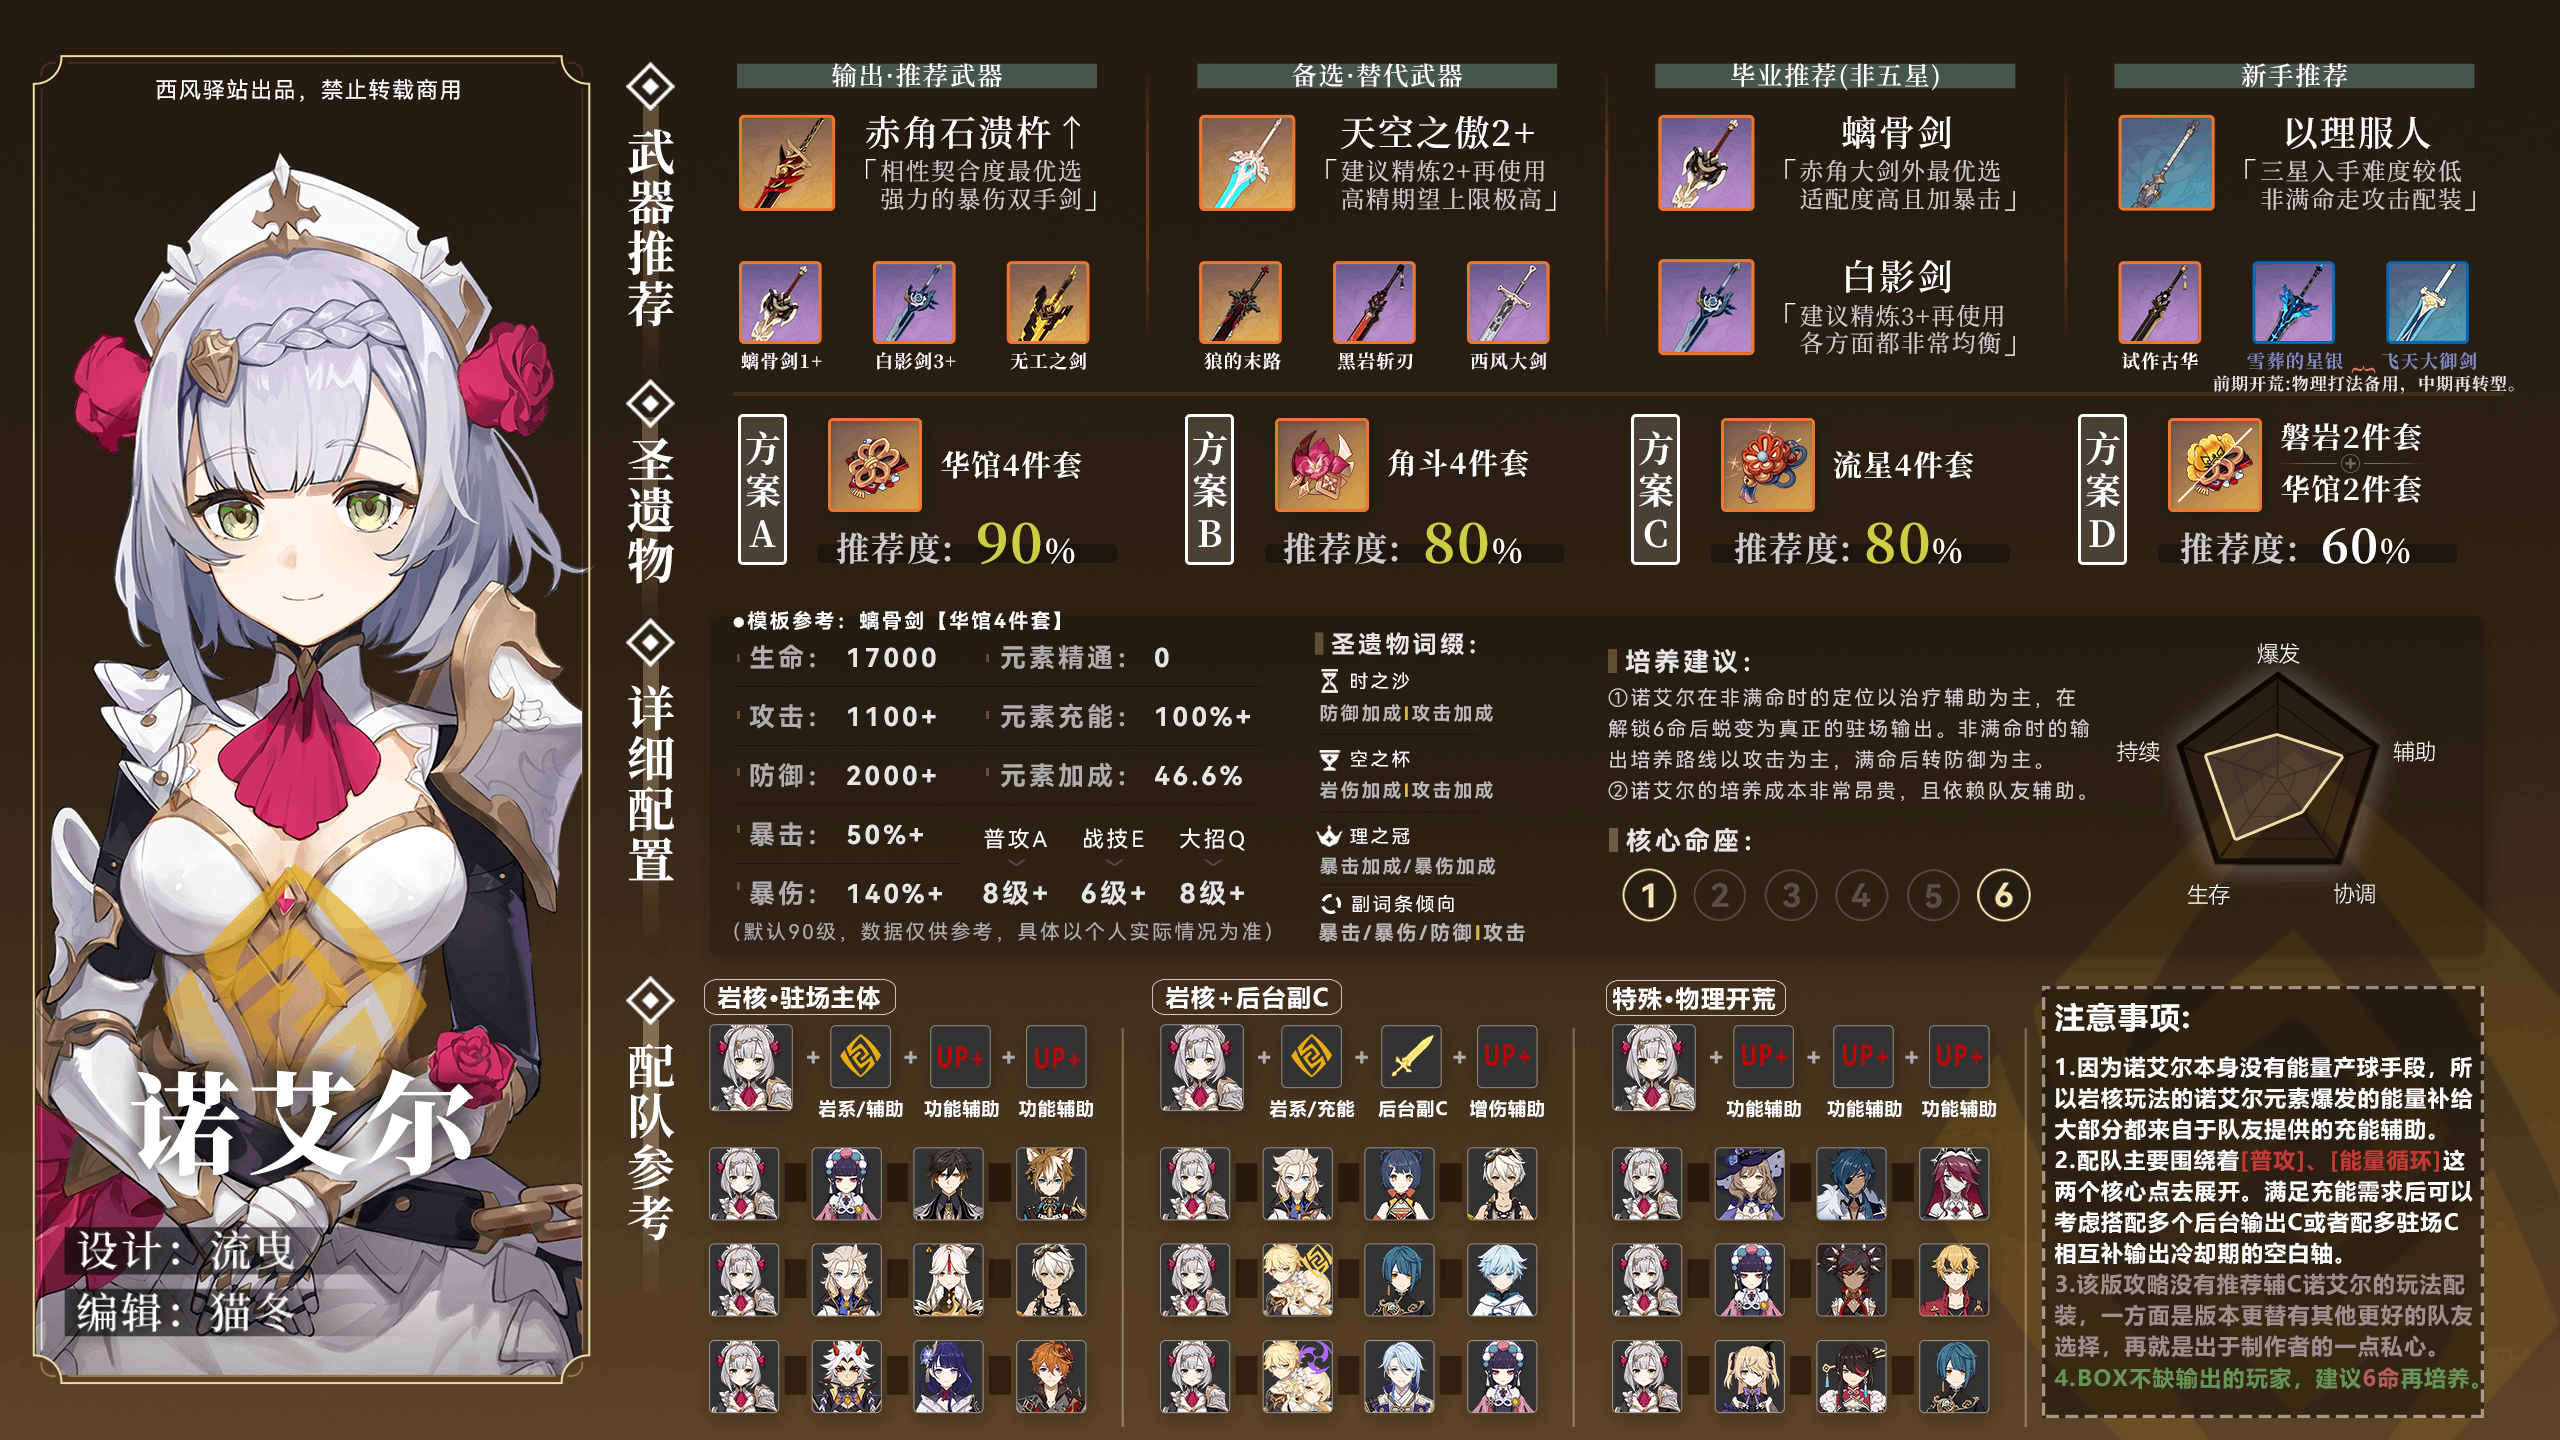 西风驿站出品，禁止转载商用
诺艾尔
设计：流曳
编辑：猫冬
武器推荐
输出·推荐武器
赤角石溃杵↑
「相性契合度最优选
强力的暴伤双手剑」
螭骨剑1+
白影剑3+
无工之剑
备选·替代武器
天空之傲2+
「建议精炼2+再使用
高精期望上限极高」
狼的末路
黑岩斩刃
西风大剑
毕业推荐(非五星)
螭骨剑
「赤角大剑外最优选
适配度高且加暴击」
白影剑
「建议精炼3+再使用
各方面都非常均衡」
新手推荐
以理服人
「三星入手难度较低
非满命走攻击配装」
试作古华
雪葬的星银
飞天大御剑
前期开荒:物理打法备用，中期再转型。
圣遗物
方案A
华馆4件套
推荐度：90%
方案B
角斗4件套
推荐度：80%
方案C
流星4件套
推荐度：80%
方案D
磐岩2件套
华馆2件套
推荐度：60%
详细配置
●模板参考：螭骨剑【华馆4件套】
生命：17000 元素精通：0
攻击：1100+ 元素充能：100%+
防御：2000+ 元素加成：46.6%
暴击：50%+ 普攻A 战技E 大招Q
暴伤：140%+ 8级+ 6级+ 8级+
（默认90级，数据仅供参考，具体以个人实际情况为准）
圣遗物词缀：
时之沙
防御加成|攻击加成
空之杯
岩伤加成|攻击加成
理之冠
暴击加成/暴伤加成
副词条倾向
暴击/暴伤/防御|攻击
培养建议：
①诺艾尔在非满命时的定位以治疗辅助为主，在
解锁6命后蜕变为真正的驻场输出。非满命时的输
出培养路线以攻击为主，满命后转防御为主。
②诺艾尔的培养成本非常昂贵，且依赖队友辅助。
核心命座：
1 2 3 4 5 6
爆发
辅助
协调
生存
持续
配队参考
岩核·驻场主体
+ + UP+ + UP+
岩系/辅助 功能辅助 功能辅助
岩核+后台副C
+ + + UP+
岩系/充能 后台副C 增伤辅助
特殊·物理开荒
+ UP+ + UP+ + UP+
功能辅助 功能辅助 功能辅助
注意事项:
1.因为诺艾尔本身没有能量产球手段，所
以岩核玩法的诺艾尔元素爆发的能量补给
大部分都来自于队友提供的充能辅助。
2.配队主要围绕着[普攻]、[能量循环]这
两个核心点去展开。满足充能需求后可以
考虑搭配多个后台输出C或者配多驻场C
相互补输出冷却期的空白轴。
3.该版攻略没有推荐辅C诺艾尔的玩法配
装，一方面是版本更替有其他更好的队友
选择，再就是出于制作者的一点私心。
4.BOX不缺输出的玩家，建议6命再培养。